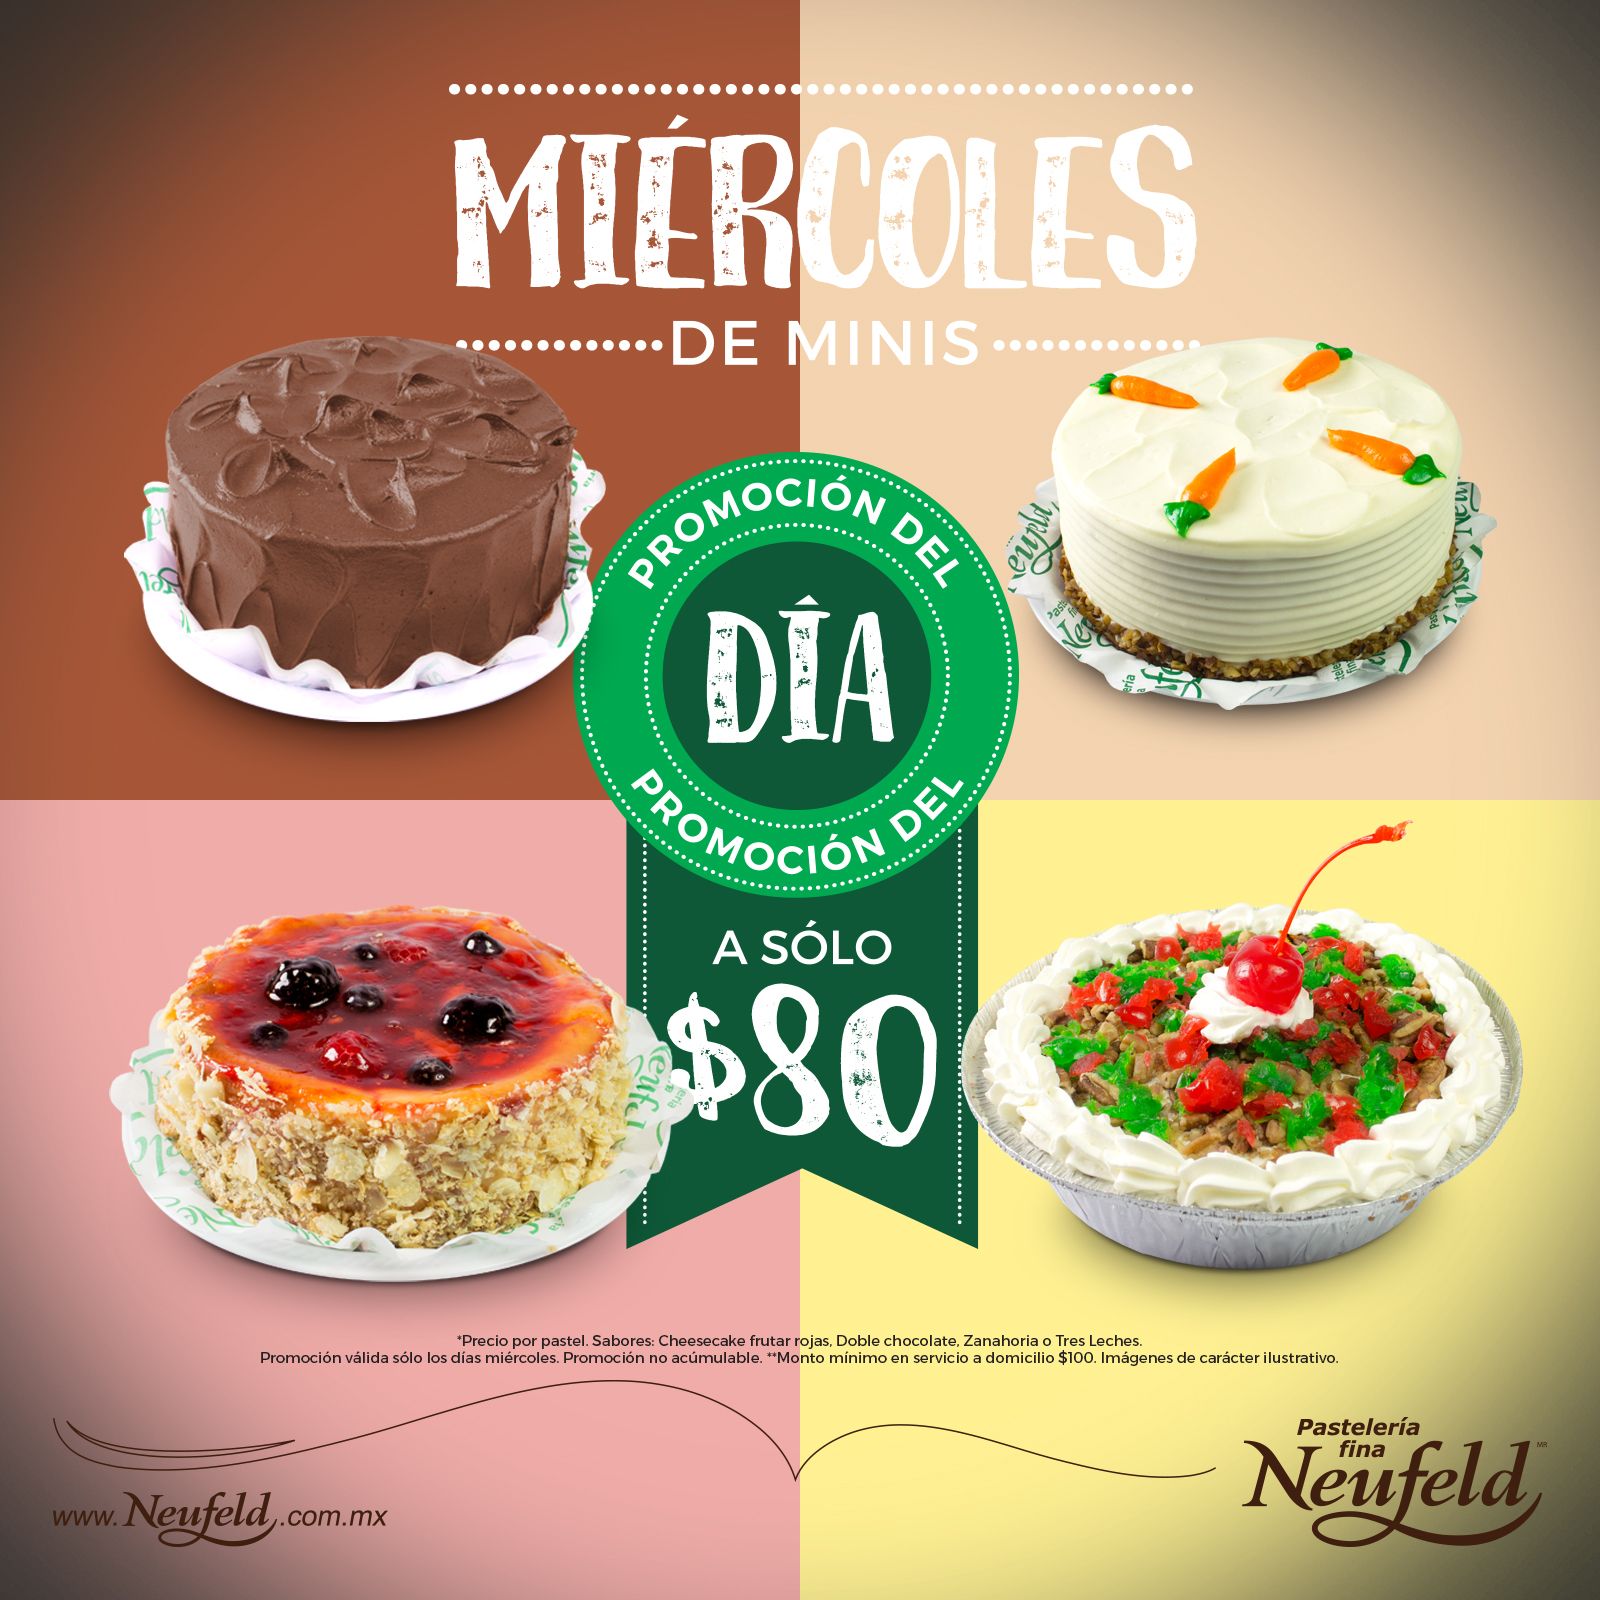 MIÉRCOLES
DE MINIS
PROMOCIÓN DEL
DÍA
PROMOCIÓN DEL
A SÓLO
$80
*Precio por pastel. Sabores: Cheesecake frutar rojas, Doble chocolate, Zanahoria o Tres Leches.
Promoción válida sólo los días miércoles. Promoción no acúmulable. **Monto mínimo en servicio a domicilio $100. Imágenes de carácter ilustrativo.
www.Neufeld.com.mx
Pastelería
fina
Neufeld MR